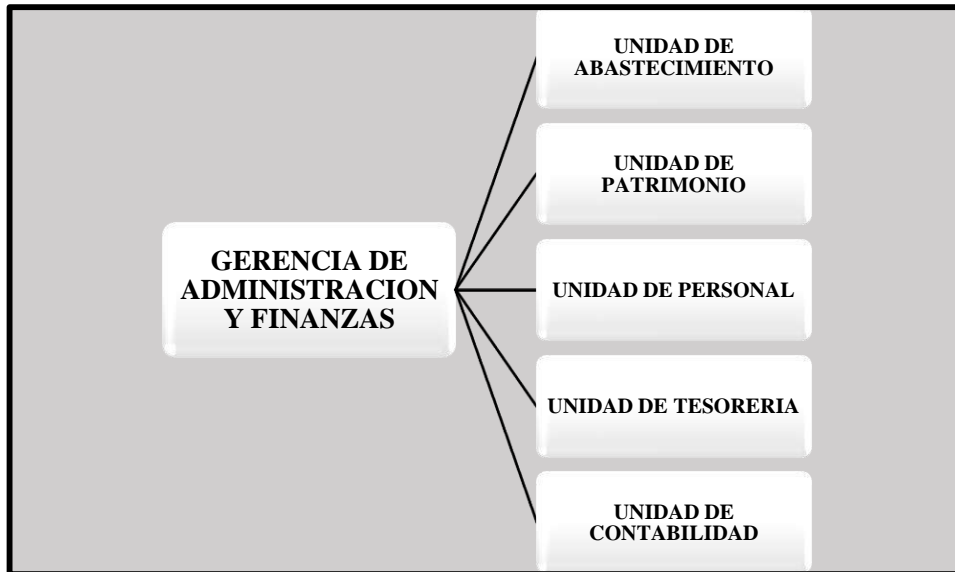 UNIDAD DE
ABASTECIMIENTO
UNIDAD DE
PATRIMONIO
GERENCIA DE
ADMINISTRACION
Y FINANZAS
UNIDAD DE PERSONAL
UNIDAD DE TESORERIA
UNIDAD DE
CONTABILIDAD